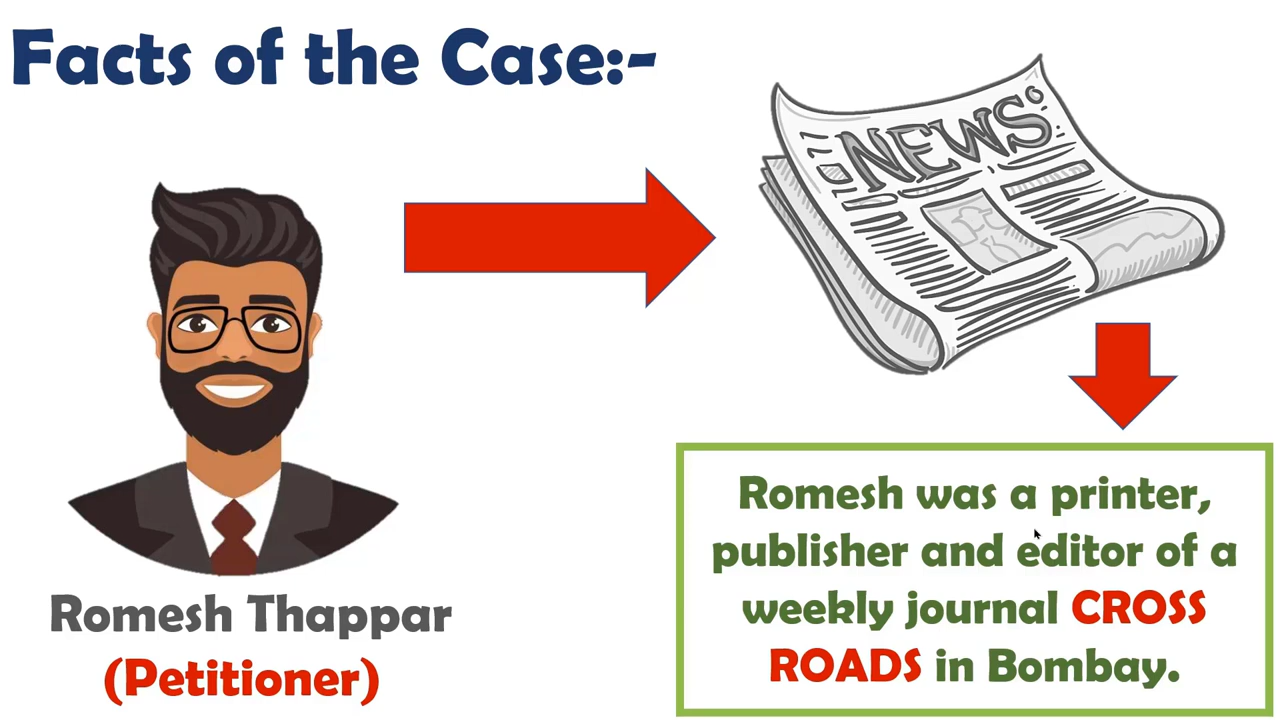 Facts of the Case:-
NEWS
Romesh Thappar
(Petitioner)
Romesh was a printer,
publisher and editor of a
weekly journal CROSS
ROADS in Bombay.